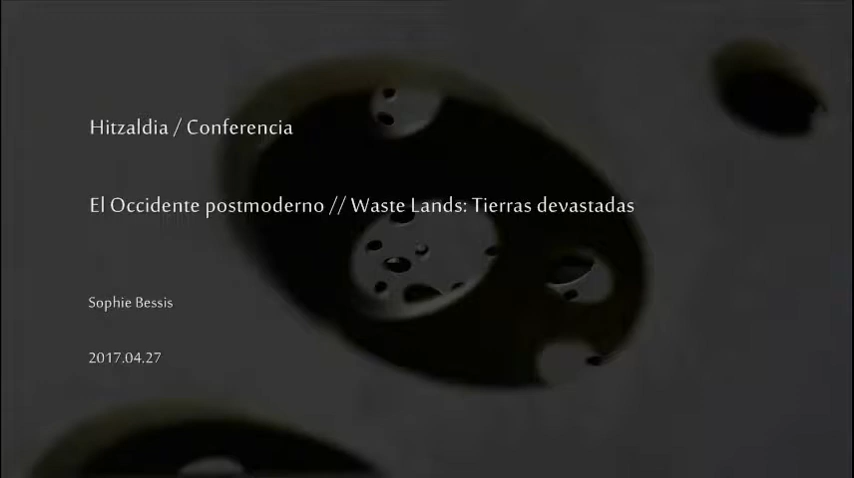 Hitzaldia / Conferencia
El Occidente postmoderno // Waste Lands: Tierras devastadas
Sophie Bessis
2017.04.27